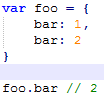 var foo = {
    bar: 1,
    bar: 2
}
foo.bar // 2